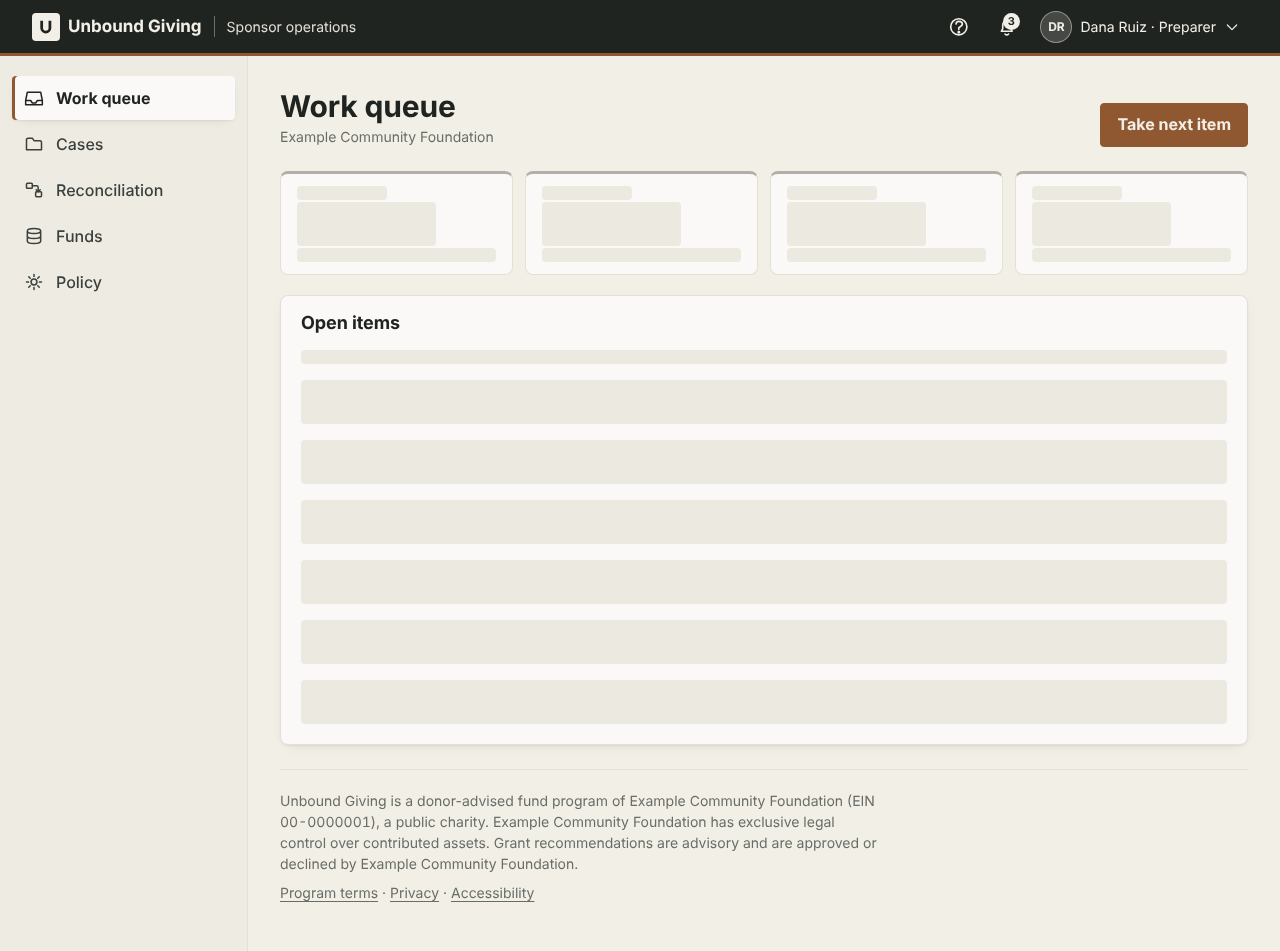 U Unbound Giving Sponsor operations 3 DR Dana Ruiz · Preparer
Work queue
Cases
Reconciliation
Funds
Policy
Work queue
Example Community Foundation
Take next item
Open items
Unbound Giving is a donor-advised fund program of Example Community Foundation (EIN
00-0000001), a public charity. Example Community Foundation has exclusive legal
control over contributed assets. Grant recommendations are advisory and are approved or
declined by Example Community Foundation.
Program terms · Privacy · Accessibility